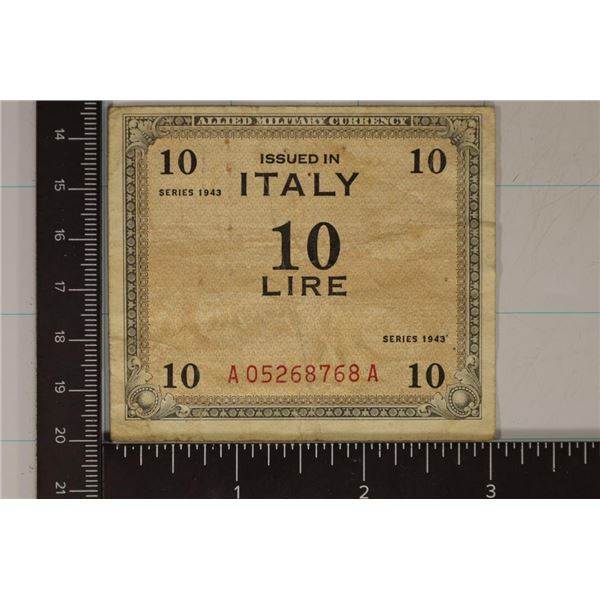 ALLIED MILITARY CURRENCY
10 ISSUED IN 10
SERIES 1943 ITALY
10
LIRE
SERIES 1943
10 A 05268768 A 10
14
15
16
17
18
19
20
21
1 2 3